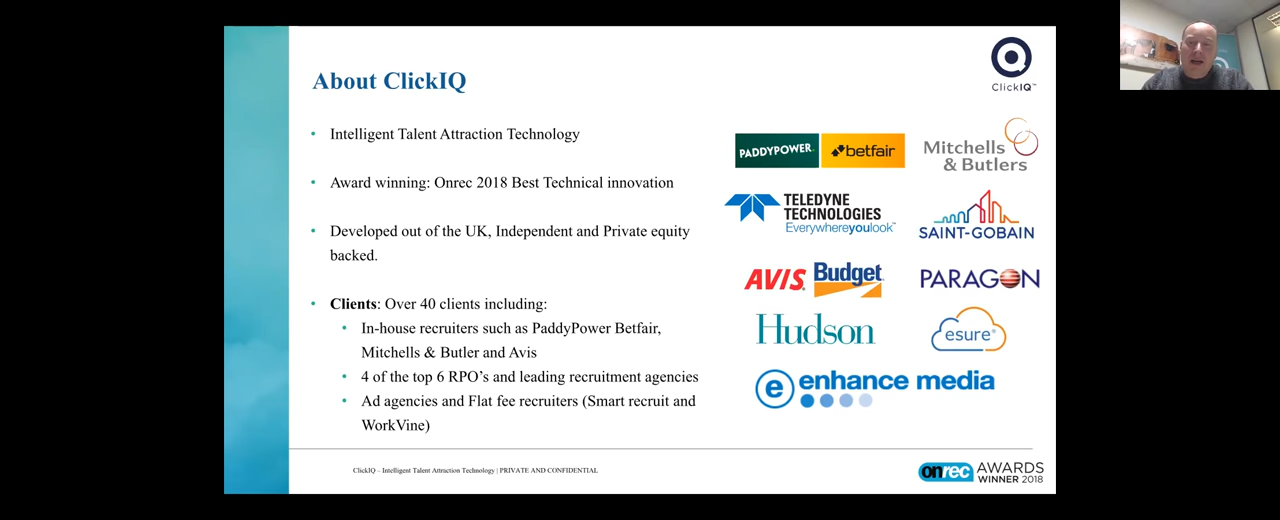 About ClickIQ
ClickIQ™
• Intelligent Talent Attraction Technology
• Award winning: Onrec 2018 Best Technical innovation
• Developed out of the UK, Independent and Private equity
backed.
• Clients: Over 40 clients including:
• In-house recruiters such as PaddyPower Betfair,
Mitchells & Butler and Avis
• 4 of the top 6 RPO’s and leading recruitment agencies
• Ad agencies and Flat fee recruiters (Smart recruit and
WorkVine)
PADDYPOWER.
betfair
Mitchells
& Butlers
TELEDYNE
TECHNOLOGIES
Everywhereyoulook™
SAINT-GOBAIN
AVIS®
Budget
PARAGON
Hudson
esure®
e enhance media
ClickIQ – Intelligent Talent Attraction Technology | PRIVATE AND CONFIDENTIAL
onrec AWARDS
WINNER 2018